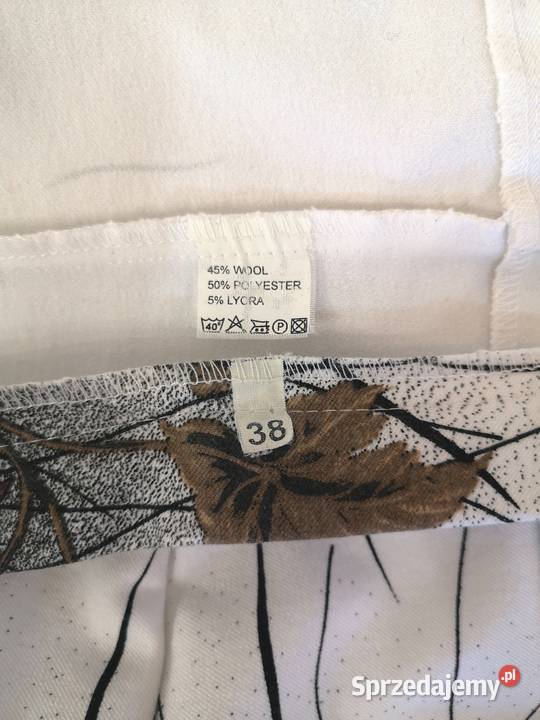 45% WOOL
50% POLYESTER
5% LYCRA
40°
P
38
Sprzedajemy.pl